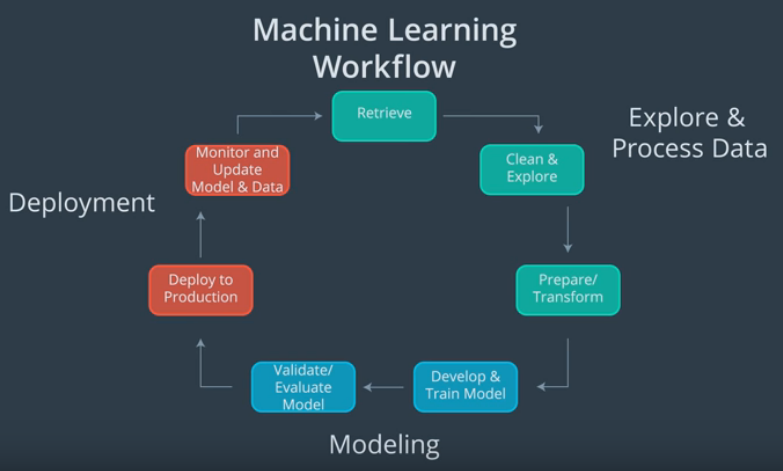 Machine Learning
Workflow
Retrieve
Explore &
Process Data
Clean &
Explore
Monitor and
Update
Model & Data
Deployment
Deploy to
Production
Prepare/
Transform
Validate/
Evaluate
Model
Develop &
Train Model
Modeling